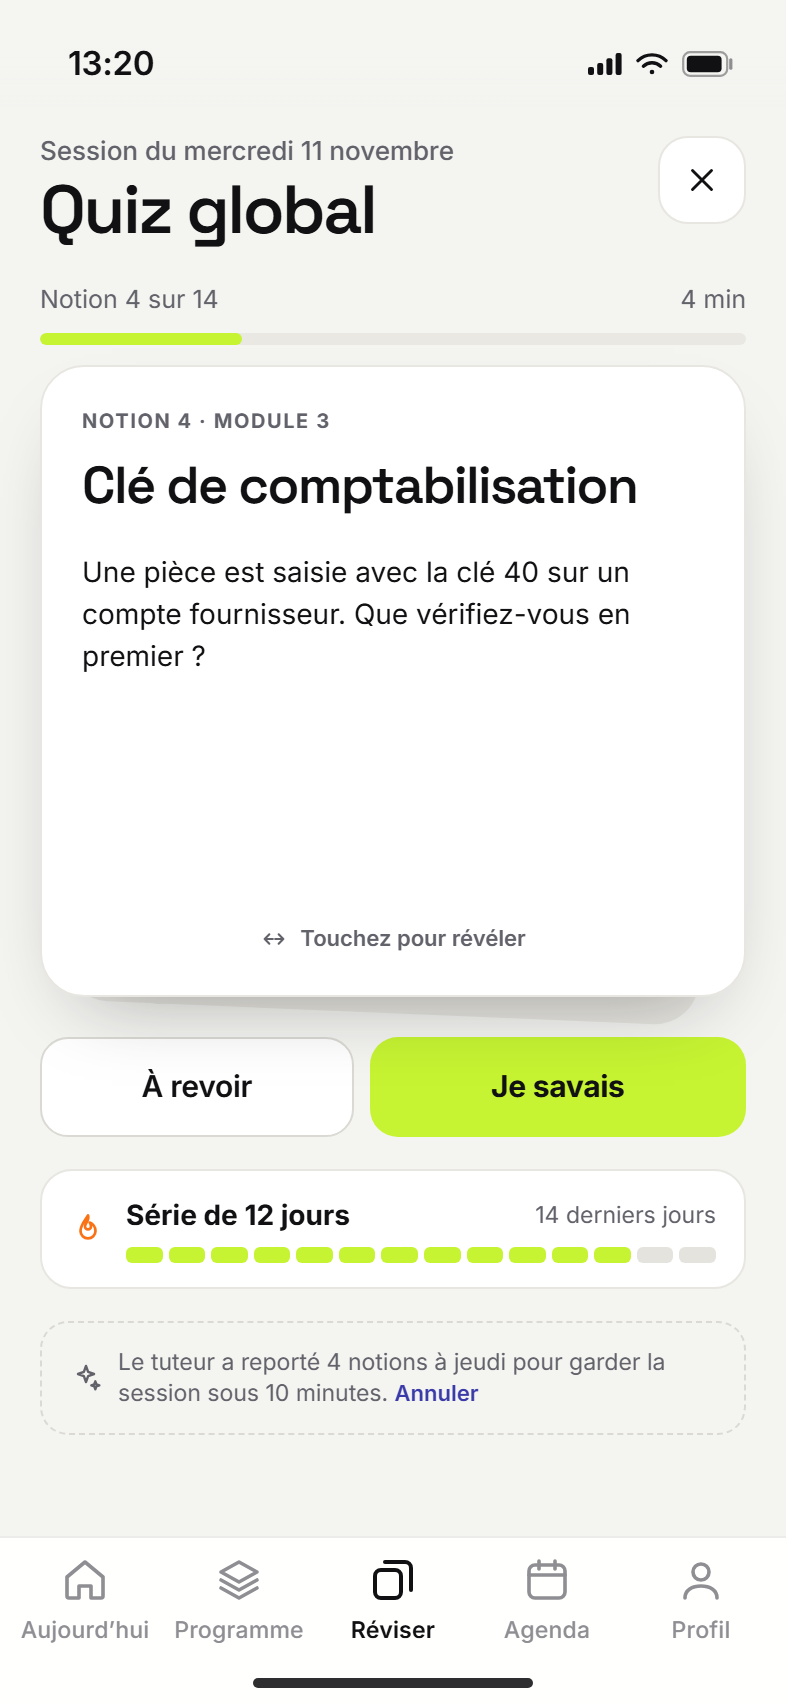 13:20
Session du mercredi 11 novembre
Quiz global
Notion 4 sur 14
4 min
NOTION 4 · MODULE 3
Clé de comptabilisation
Une pièce est saisie avec la clé 40 sur un
compte fournisseur. Que vérifiez-vous en
premier ?
Touchez pour révéler
À revoir
Je savais
Série de 12 jours
14 derniers jours
Le tuteur a reporté 4 notions à jeudi pour garder la
session sous 10 minutes. Annuler
Aujourd’hui
Programme
Réviser
Agenda
Profil